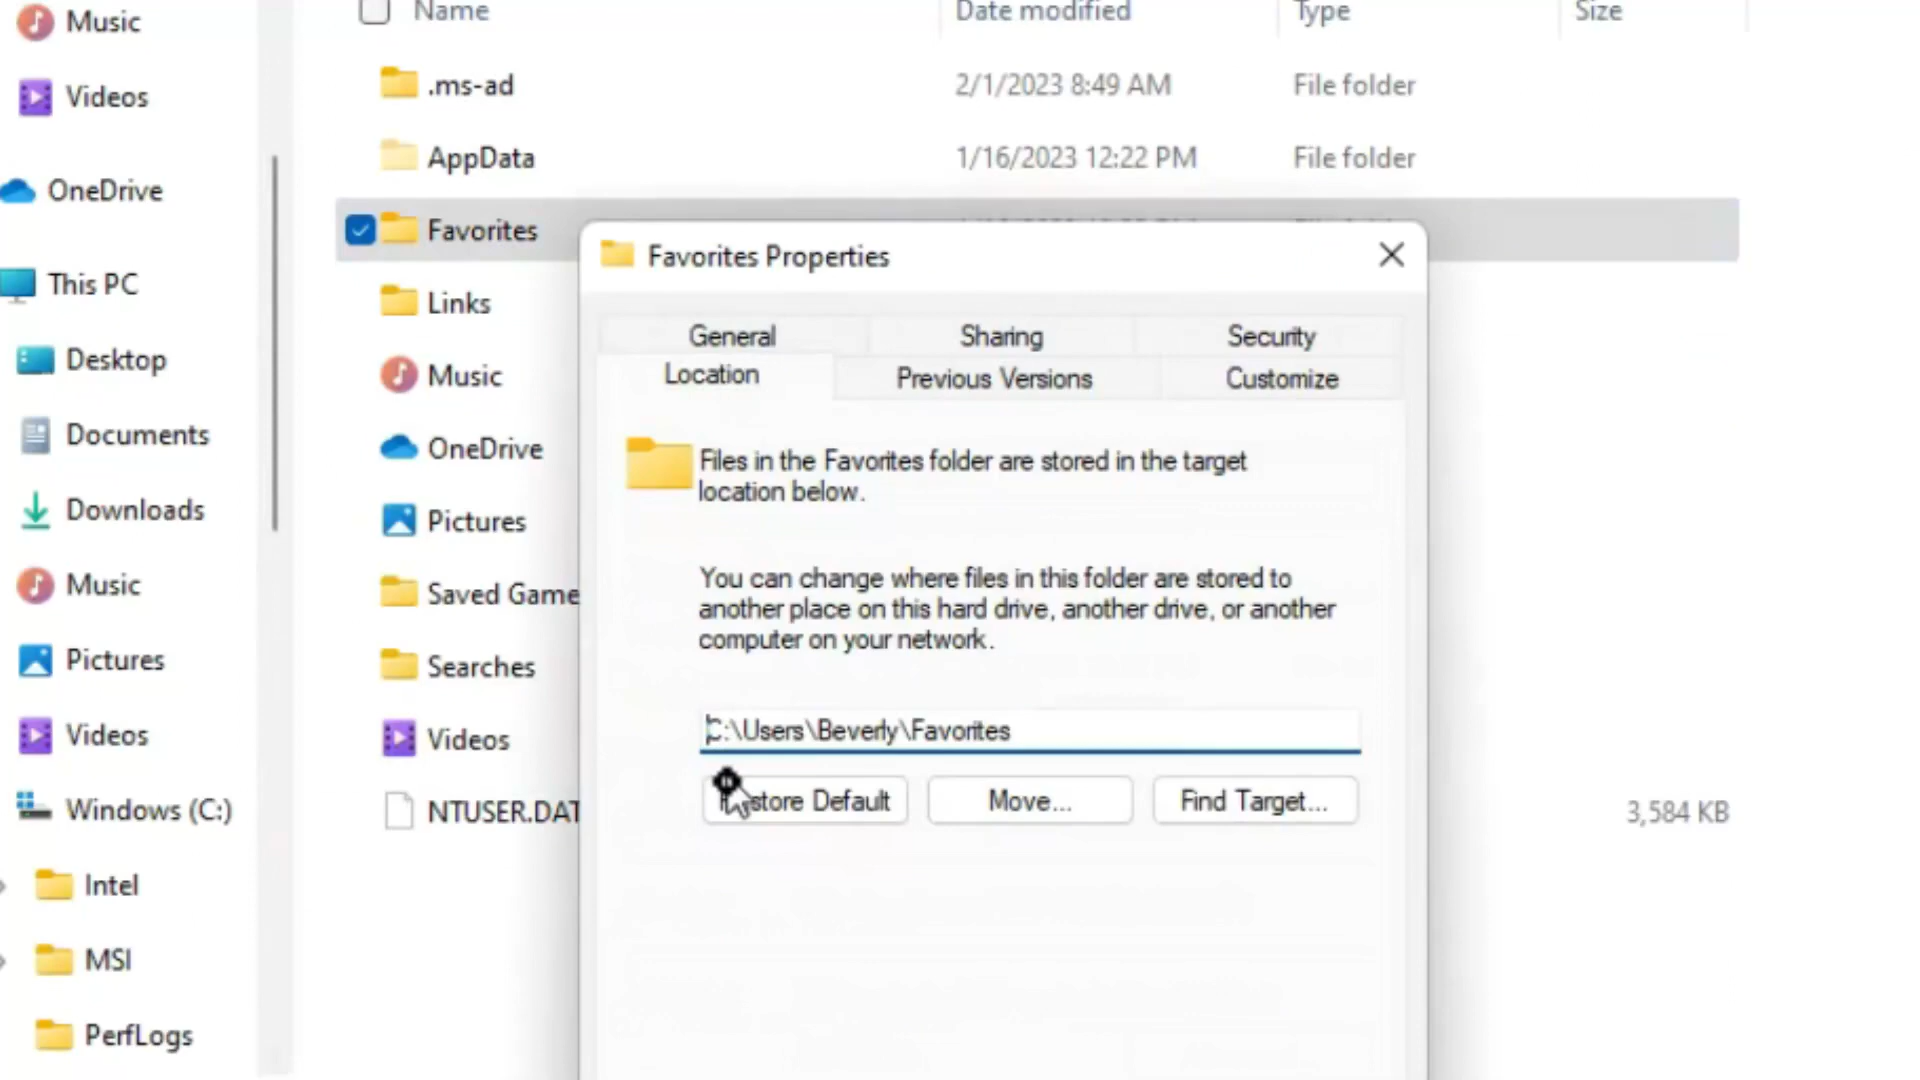 Music
Videos
OneDrive
This PC
Desktop
Documents
Downloads
Music
Pictures
Videos
Windows (C:)
Intel
MSI
PerfLogs
Name Date modified Type Size
.ms-ad 2/1/2023 8:49 AM File folder
AppData 1/16/2023 12:22 PM File folder
Favorites
Links
Music
OneDrive
Pictures
Saved Game
Searches
Videos
NTUSER.DAT 3,584 KB
Favorites Properties
General Sharing Security
Location Previous Versions Customize
Files in the Favorites folder are stored in the target
location below.
You can change where files in this folder are stored to
another place on this hard drive, another drive, or another
computer on your network.
C:\Users\Beverly\Favorites
Restore Default Move... Find Target...